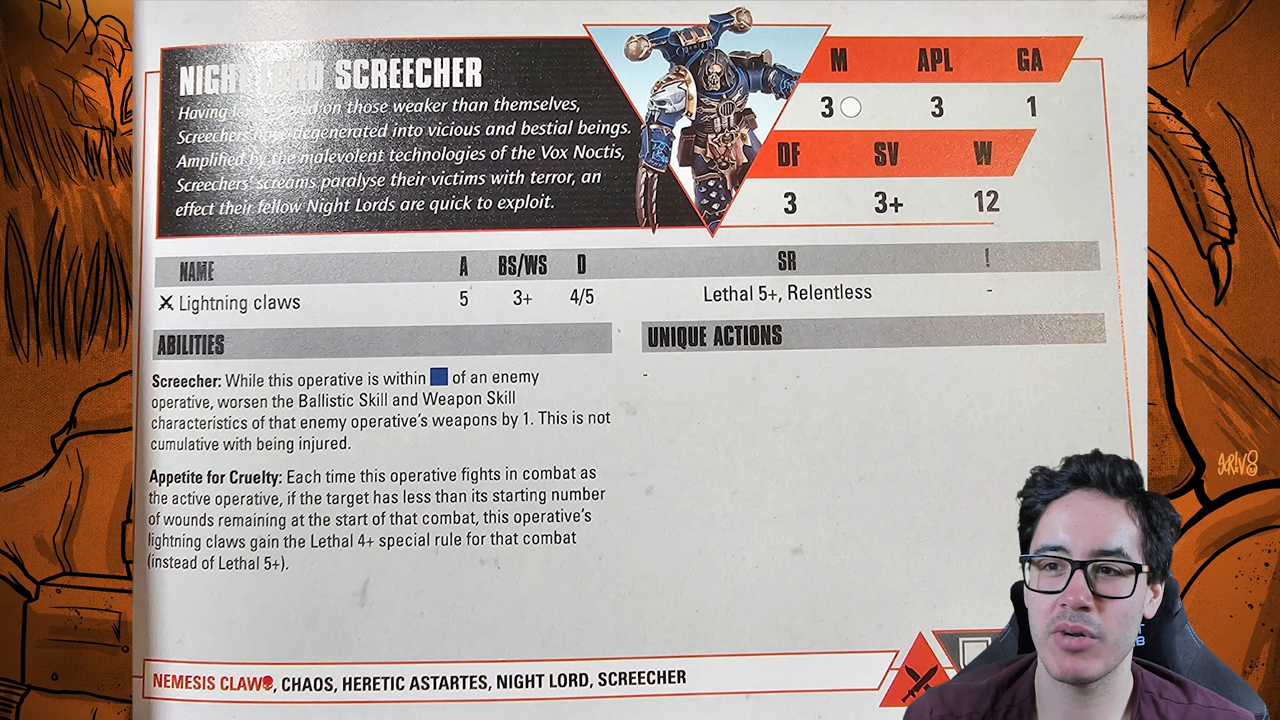 NIGHT LORD SCREECHER
Having on those weaker than themselves,
Screechers have degenerated into vicious and bestial beings.
Amplified by the malevolent technologies of the Vox Noctis,
Screechers' screams paralyse their victims with terror, an
effect their fellow Night Lords are quick to exploit.
M APL GA
3 3 1
DF SV W
3 3+ 12
NAME A BS/WS D SR !
Lightning claws 5 3+ 4/5 Lethal 5+, Relentless -
ABILITIES
Screecher: While this operative is within of an enemy
operative, worsen the Ballistic Skill and Weapon Skill
characteristics of that enemy operative's weapons by 1. This is not
cumulative with being injured.
Appetite for Cruelty: Each time this operative fights in combat as
the active operative, if the target has less than its starting number
of wounds remaining at the start of that combat, this operative's
lightning claws gain the Lethal 4+ special rule for that combat
(instead of Lethal 5+).
UNIQUE ACTIONS
-
NEMESIS CLAW, CHAOS, HERETIC ASTARTES, NIGHT LORD, SCREECHER